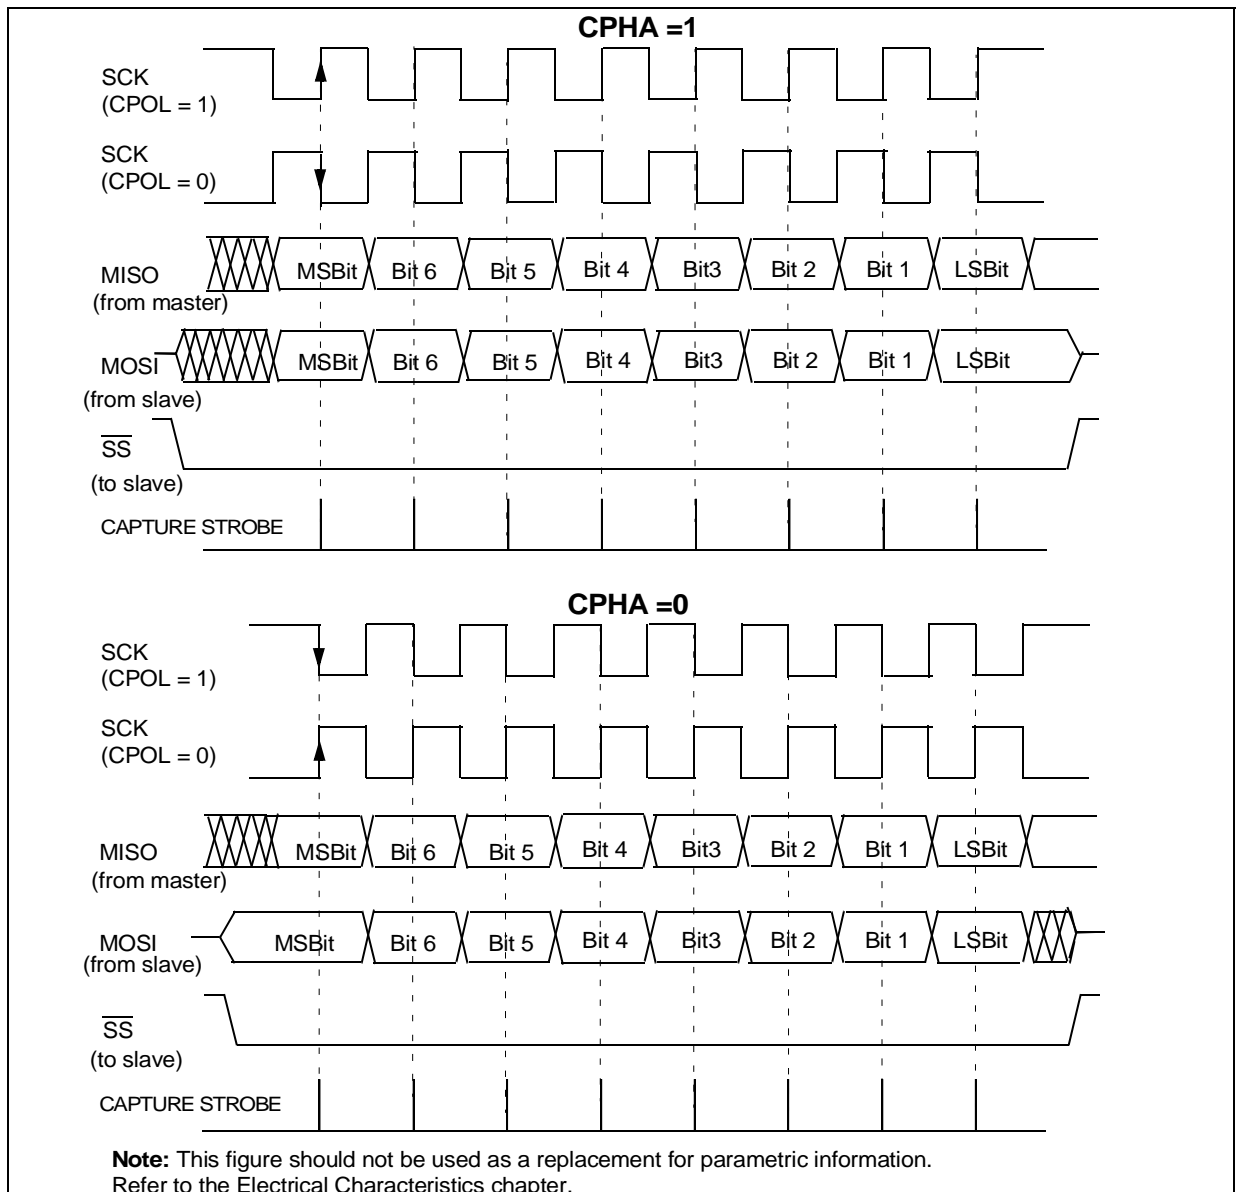 CPHA =1
SCK
(CPOL = 1)
SCK
(CPOL = 0)
MISO
(from master)
MSBit Bit 6 Bit 5 Bit 4 Bit3 Bit 2 Bit 1 LSBit
MOSI
(from slave)
MSBit Bit 6 Bit 5 Bit 4 Bit3 Bit 2 Bit 1 LSBit
SS
(to slave)
CAPTURE STROBE
CPHA =0
SCK
(CPOL = 1)
SCK
(CPOL = 0)
MISO
(from master)
MSBit Bit 6 Bit 5 Bit 4 Bit3 Bit 2 Bit 1 LSBit
MOSI
(from slave)
MSBit Bit 6 Bit 5 Bit 4 Bit3 Bit 2 Bit 1 LSBit
SS
(to slave)
CAPTURE STROBE
Note: This figure should not be used as a replacement for parametric information.
Refer to the Electrical Characteristics chapter.